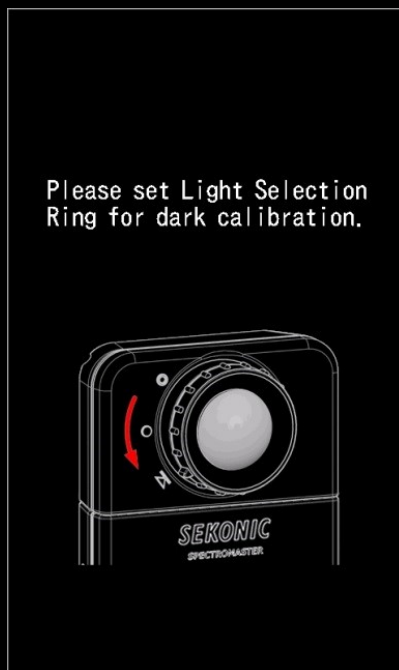 Please set Light Selection
Ring for dark calibration.
SEKONIC
SPECTROMASTER